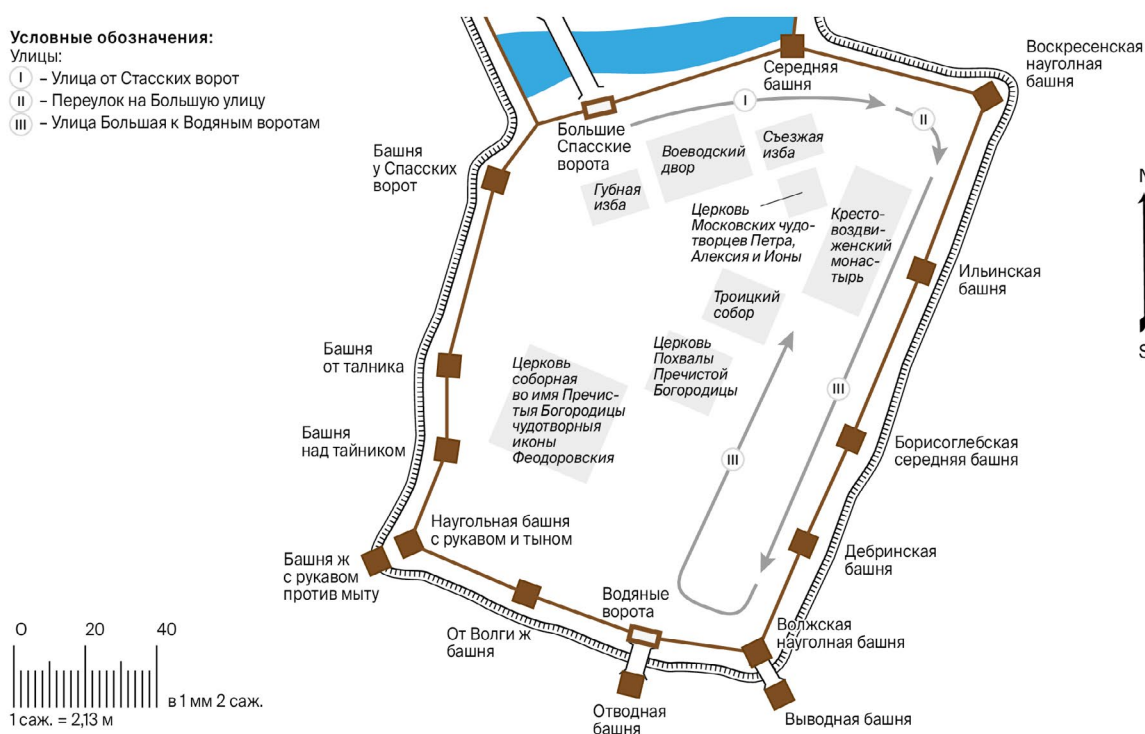 Условные обозначения:
Улицы:
I – Улица от Стасских ворот
II – Переулок на Большую улицу
III – Улица Большая к Водяным воротам
Воскресенская
наугольная
башня
Середняя
башня
I
II
Большие
Спасские
ворота
Воеводский
двор
Съезжая
изба
Башня
у Спасских
ворот
Губная
изба
N
Церковь
Московских чудо-
творцев Петра,
Алексия и Ионы
Кресто-
воздви-
женский
монас-
тырь
Ильинская
башня
Троицкий
собор
S
Башня
от талника
Церковь
Похвалы
Пречистой
Богородицы
Церковь
соборная
во имя Пречис-
тыя Богородицы
чудотворныя
иконы
Феодоровския
III
Башня
над тайником
III
Борисоглебская
середняя башня
Наугольная башня
с рукавом и тыном
Дебринская
башня
Башня ж
с рукавом
против мыту
Водяные
ворота
От Волги ж
башня
Волжская
наугольная башня
Отводная
башня
Выводная башня
0 20 40
в 1 мм 2 саж.
1 саж. = 2,13 м